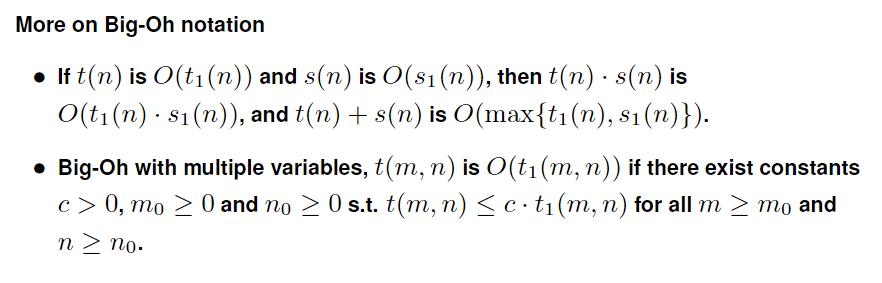 More on Big-Oh notation
• If t(n) is O(t₁(n)) and s(n) is O(s₁(n)), then t(n) · s(n) is
O(t₁(n) · s₁(n)), and t(n) + s(n) is O(max{t₁(n), s₁(n)}).
• Big-Oh with multiple variables, t(m, n) is O(t₁(m, n)) if there exist constants
c > 0, m₀ ≥ 0 and n₀ ≥ 0 s.t. t(m, n) ≤ c · t₁(m, n) for all m ≥ m₀ and
n ≥ n₀.